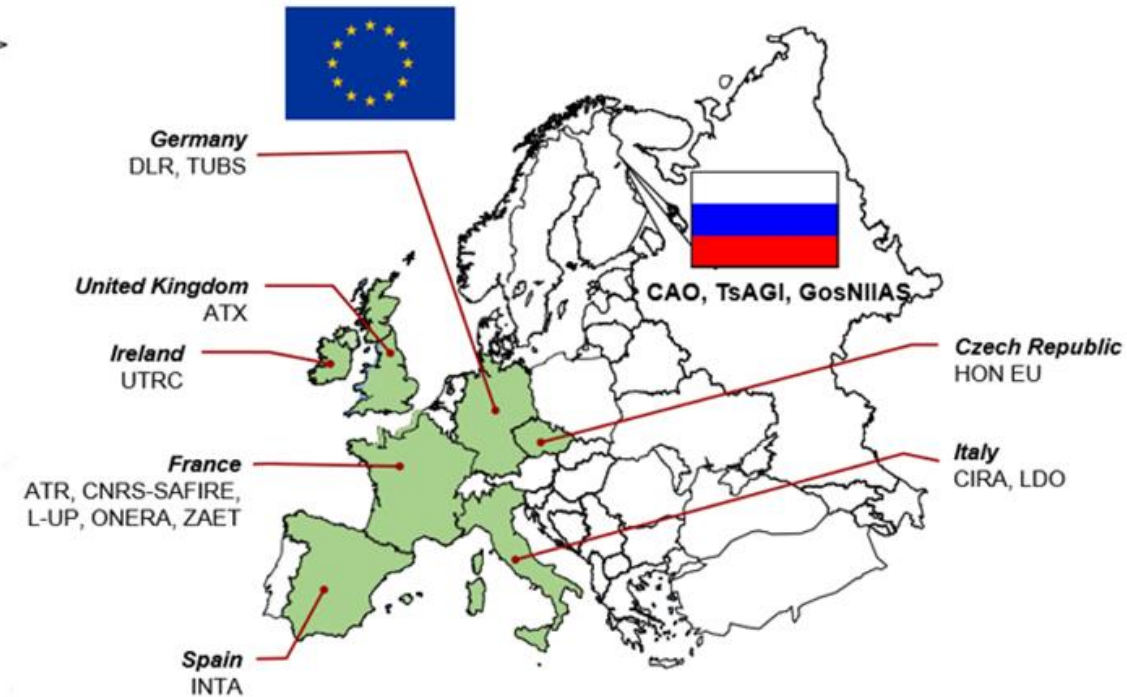 Germany
DLR, TUBS
United Kingdom
ATX
Ireland
UTRC
France
ATR, CNRS-SAFIRE,
L-UP, ONERA, ZAET
Spain
INTA
CAO, TsAGI, GosNIIAS
Czech Republic
HON EU
Italy
CIRA, LDO